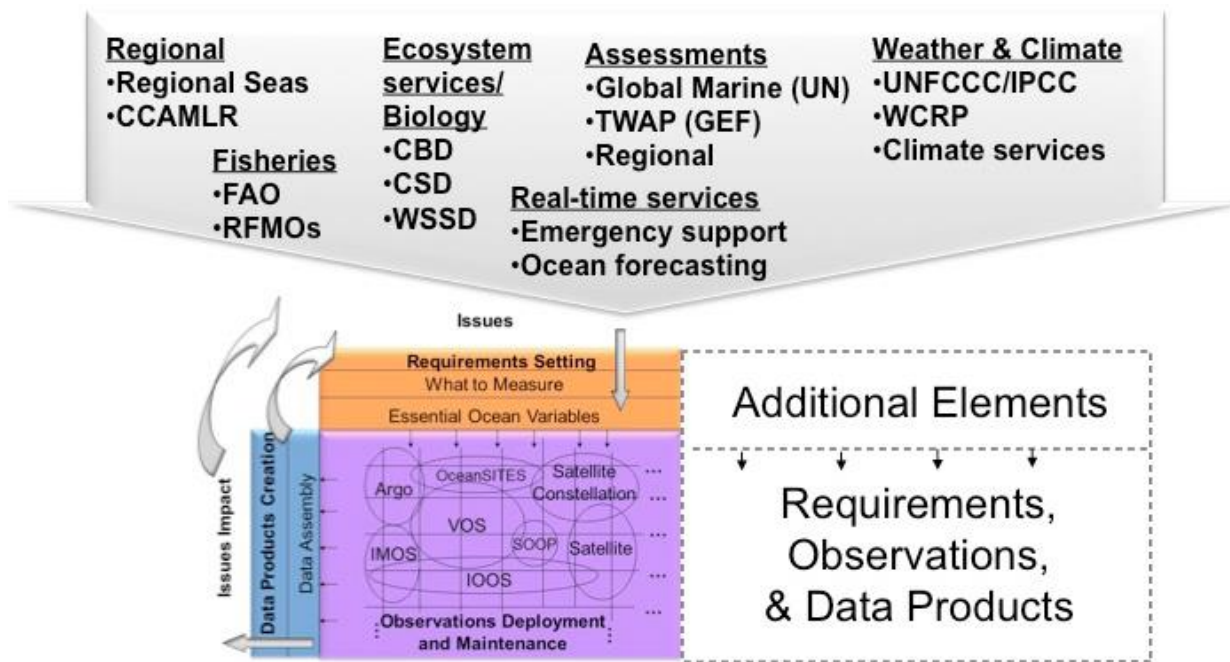 Regional
•Regional Seas
•CCAMLR
Fisheries
•FAO
•RFMOs
Ecosystem
services/
Biology
•CBD
•CSD
•WSSD
Assessments
•Global Marine (UN)
•TWAP (GEF)
•Regional
Real-time services
•Emergency support
•Ocean forecasting
Weather & Climate
•UNFCCC/IPCC
•WCRP
•Climate services
Issues
Requirements Setting
What to Measure
Essential Ocean Variables
Issues Impact
Data Products Creation
Data Assembly
Argo
OceanSITES
Satellite
Constellation
...
...
VOS
IMOS
SOOP
Satellite
...
IOOS
...
...
Observations Deployment
and Maintenance
Additional Elements
Requirements,
Observations,
& Data Products